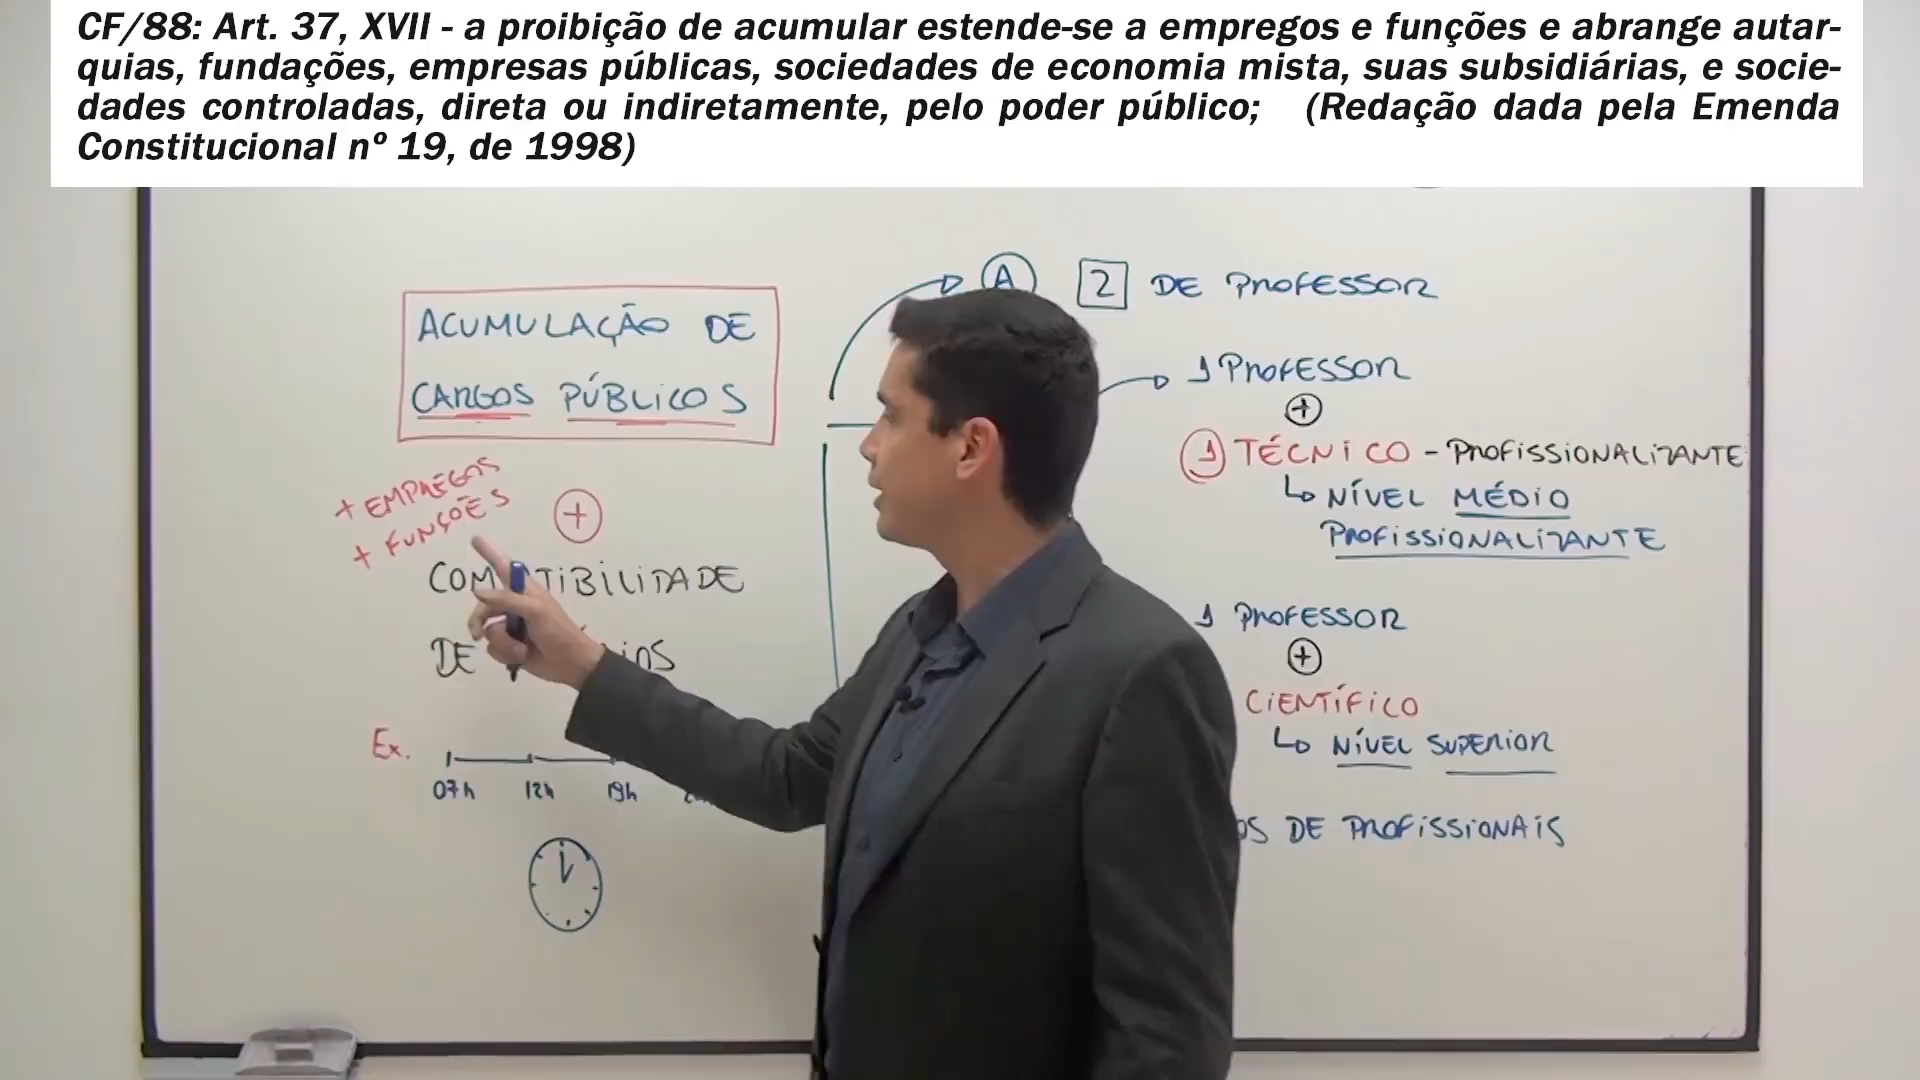 CF/88: Art. 37, XVII - a proibição de acumular estende-se a empregos e funções e abrange autar-
quias, fundações, empresas públicas, sociedades de economia mista, suas subsidiárias, e socie-
dades controladas, direta ou indiretamente, pelo poder público; (Redação dada pela Emenda
Constitucional nº 19, de 1998)
ACUMULAÇÃO DE
CARGOS PÚBLICOS
+ EMPREGOS
+ FUNÇÕES
+
DE
Ex.
07h 12h 19h
A 2 DE PROFESSOR
1 PROFESSOR
+
1 TÉCNICO - PROFISSIONALIZANTE
NÍVEL MÉDIO
PROFISSIONALIZANTE
1 PROFESSOR
+
CIENTÍFICO
NÍVEL SUPERIOR
DE PROFISSIONAIS